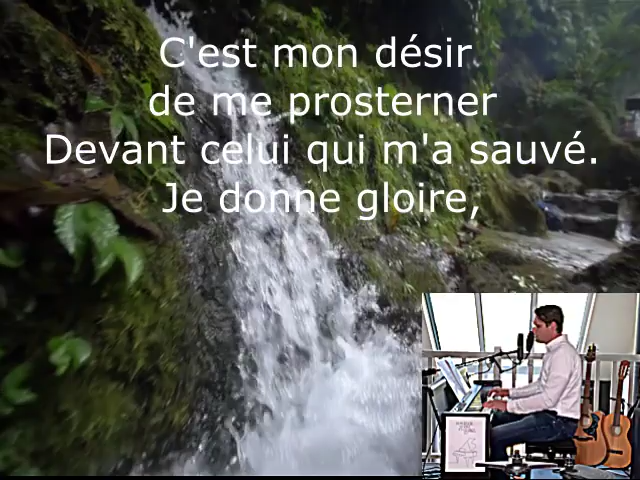 C'est mon désir
de me prosterner
Devant celui qui m'a sauvé.
Je donne gloire,